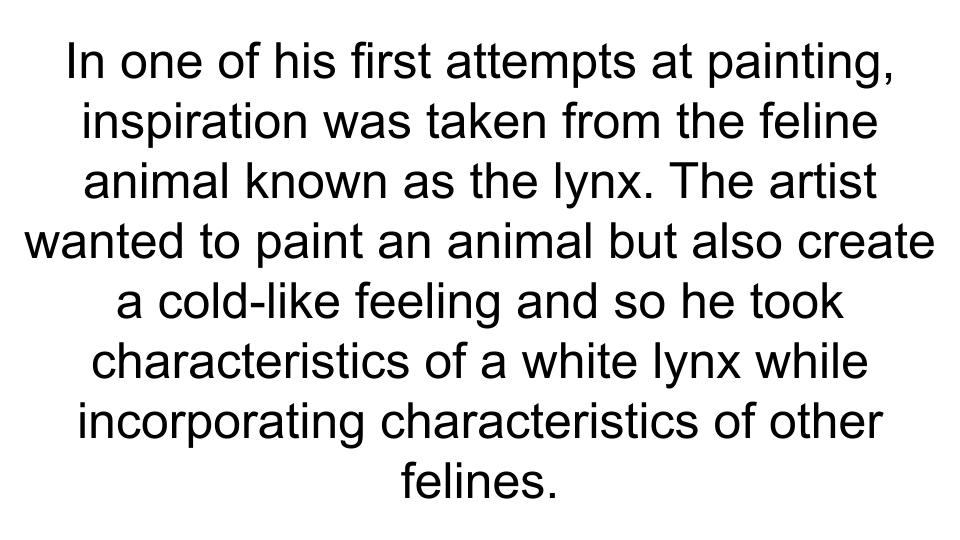 In one of his first attempts at painting,
inspiration was taken from the feline
animal known as the lynx. The artist
wanted to paint an animal but also create
a cold-like feeling and so he took
characteristics of a white lynx while
incorporating characteristics of other
felines.